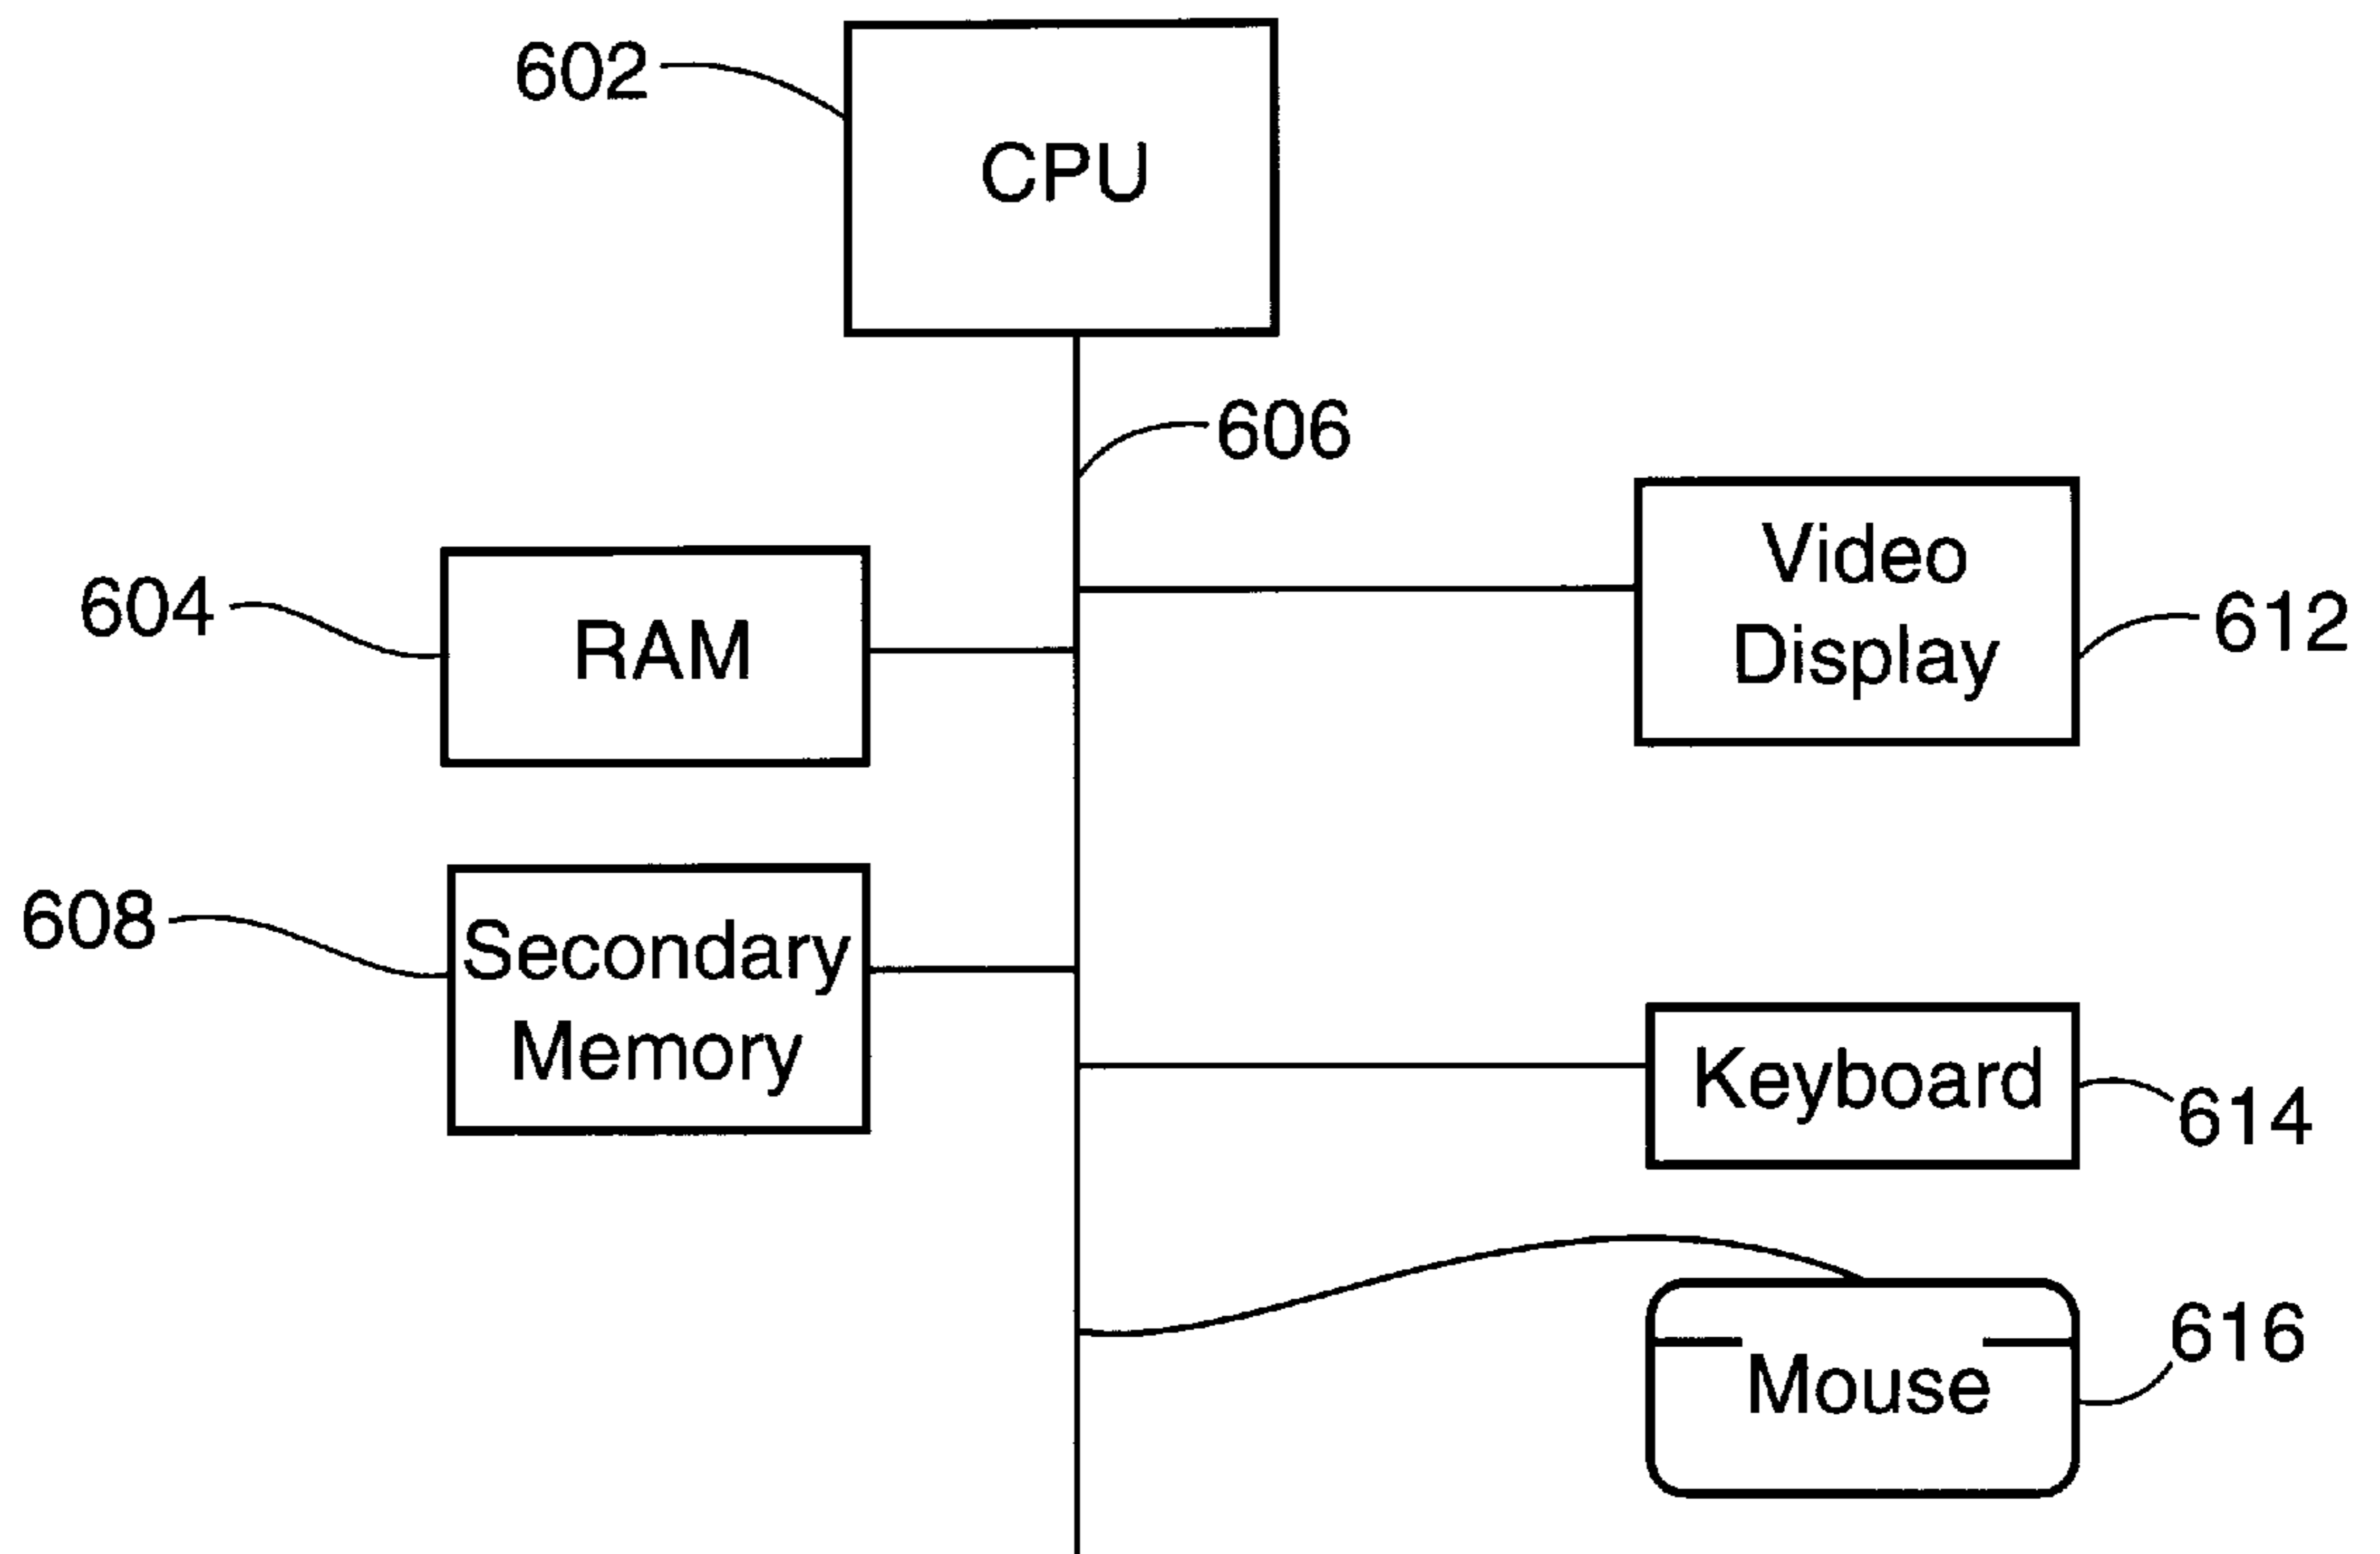 602
CPU
606
604
RAM
Video
Display
612
608
Secondary
Memory
Keyboard
614
616
Mouse